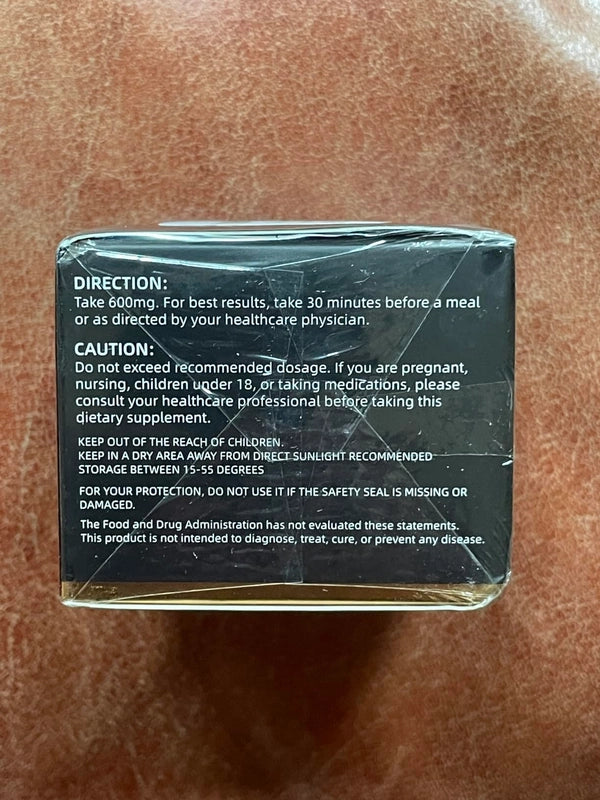 DIRECTION:
Take 600mg. For best results, take 30 minutes before a meal
or as directed by your healthcare physician.
CAUTION:
Do not exceed recommended dosage. If you are pregnant,
nursing, children under 18, or taking medications, please
consult your healthcare professional before taking this
dietary supplement.
KEEP OUT OF THE REACH OF CHILDREN.
KEEP IN A DRY AREA AWAY FROM DIRECT SUNLIGHT RECOMMENDED
STORAGE BETWEEN 15-55 DEGREES
FOR YOUR PROTECTION, DO NOT USE IT IF THE SAFETY SEAL IS MISSING OR
DAMAGED.
The Food and Drug Administration has not evaluated these statements.
This product is not intended to diagnose, treat, cure, or prevent any disease.